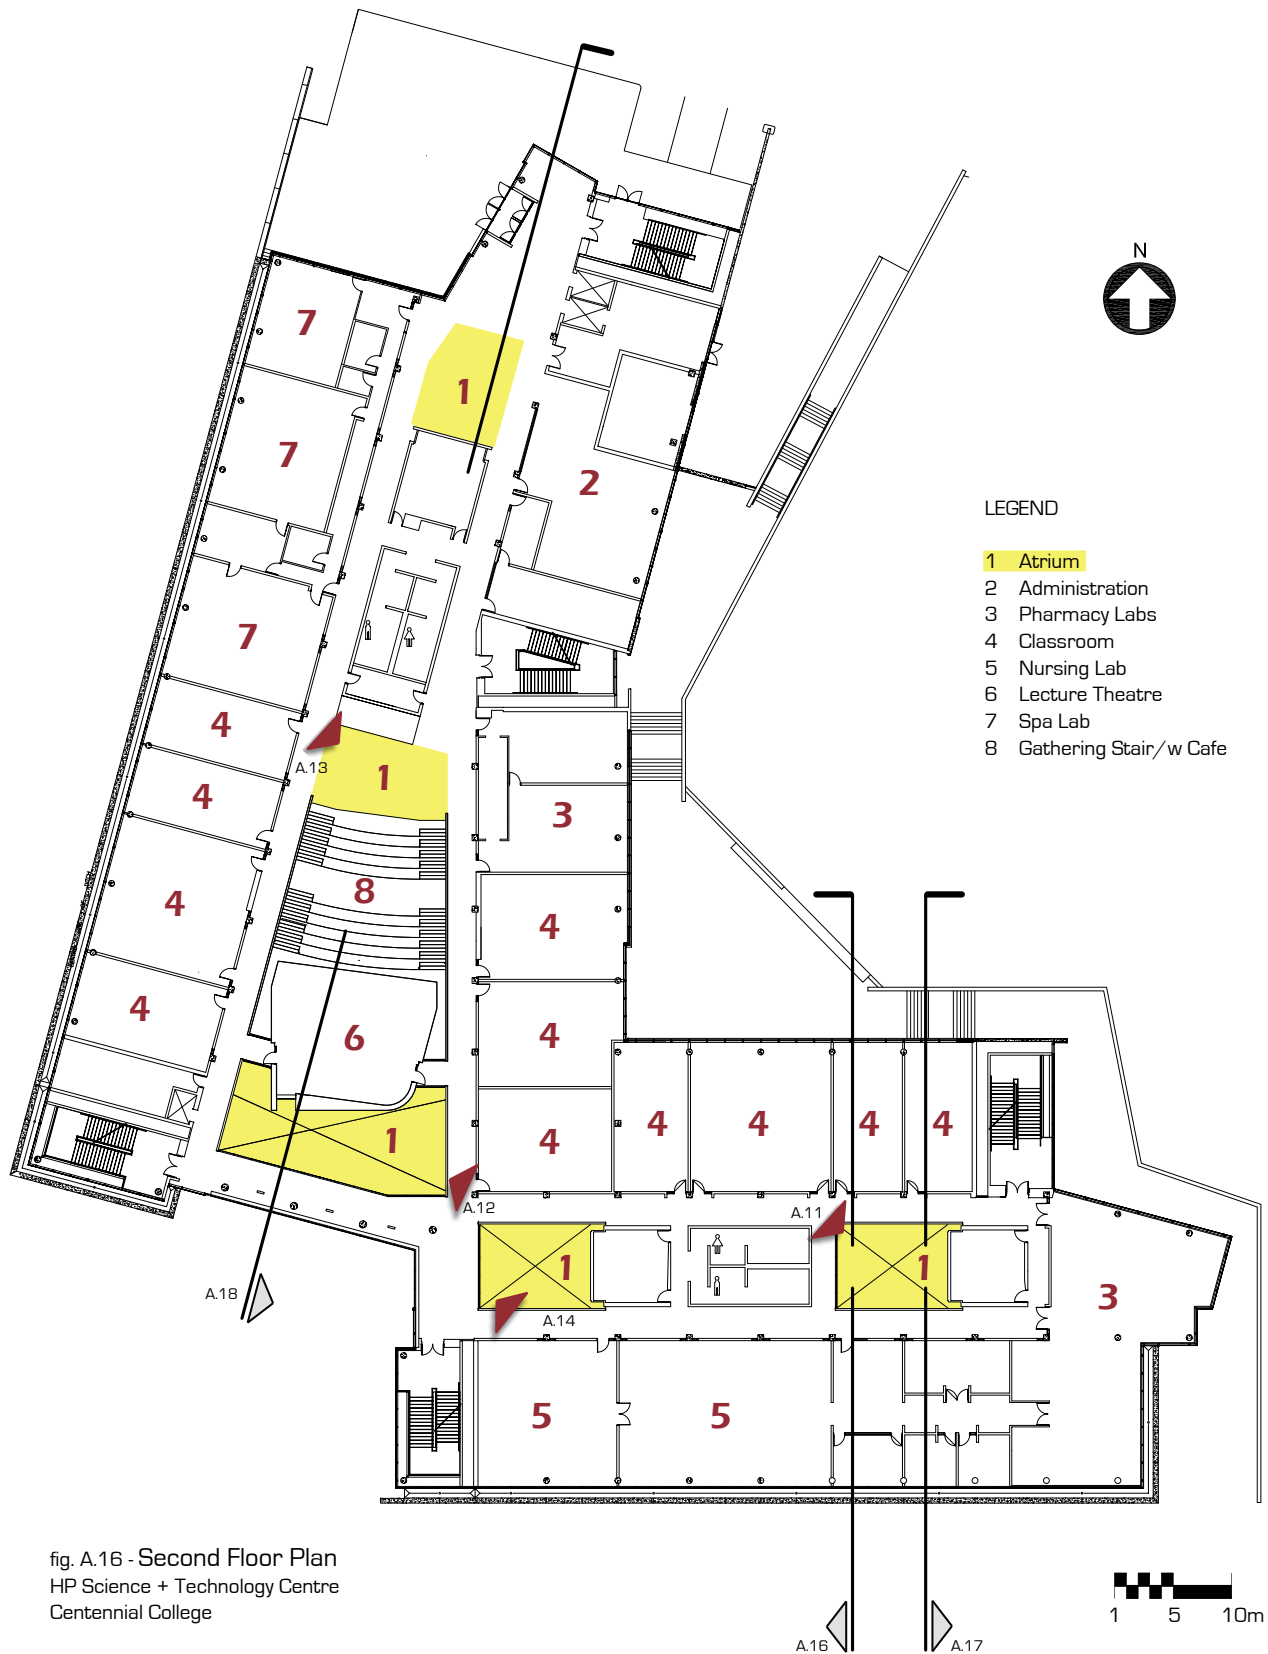 N
7
1
7
2
LEGEND
1 Atrium
2 Administration
3 Pharmacy Labs
4 Classroom
5 Nursing Lab
6 Lecture Theatre
7 Spa Lab
8 Gathering Stair/w Cafe
7
4
A.13
1
4
3
8
4
4
4
6
4
4
4
4
4
4
1
4
A.12
A.11
1
1
3
A.18
A.14
5
5
fig. A.16 - Second Floor Plan
HP Science + Technology Centre
Centennial College
1 5 10m
A.16
A.17